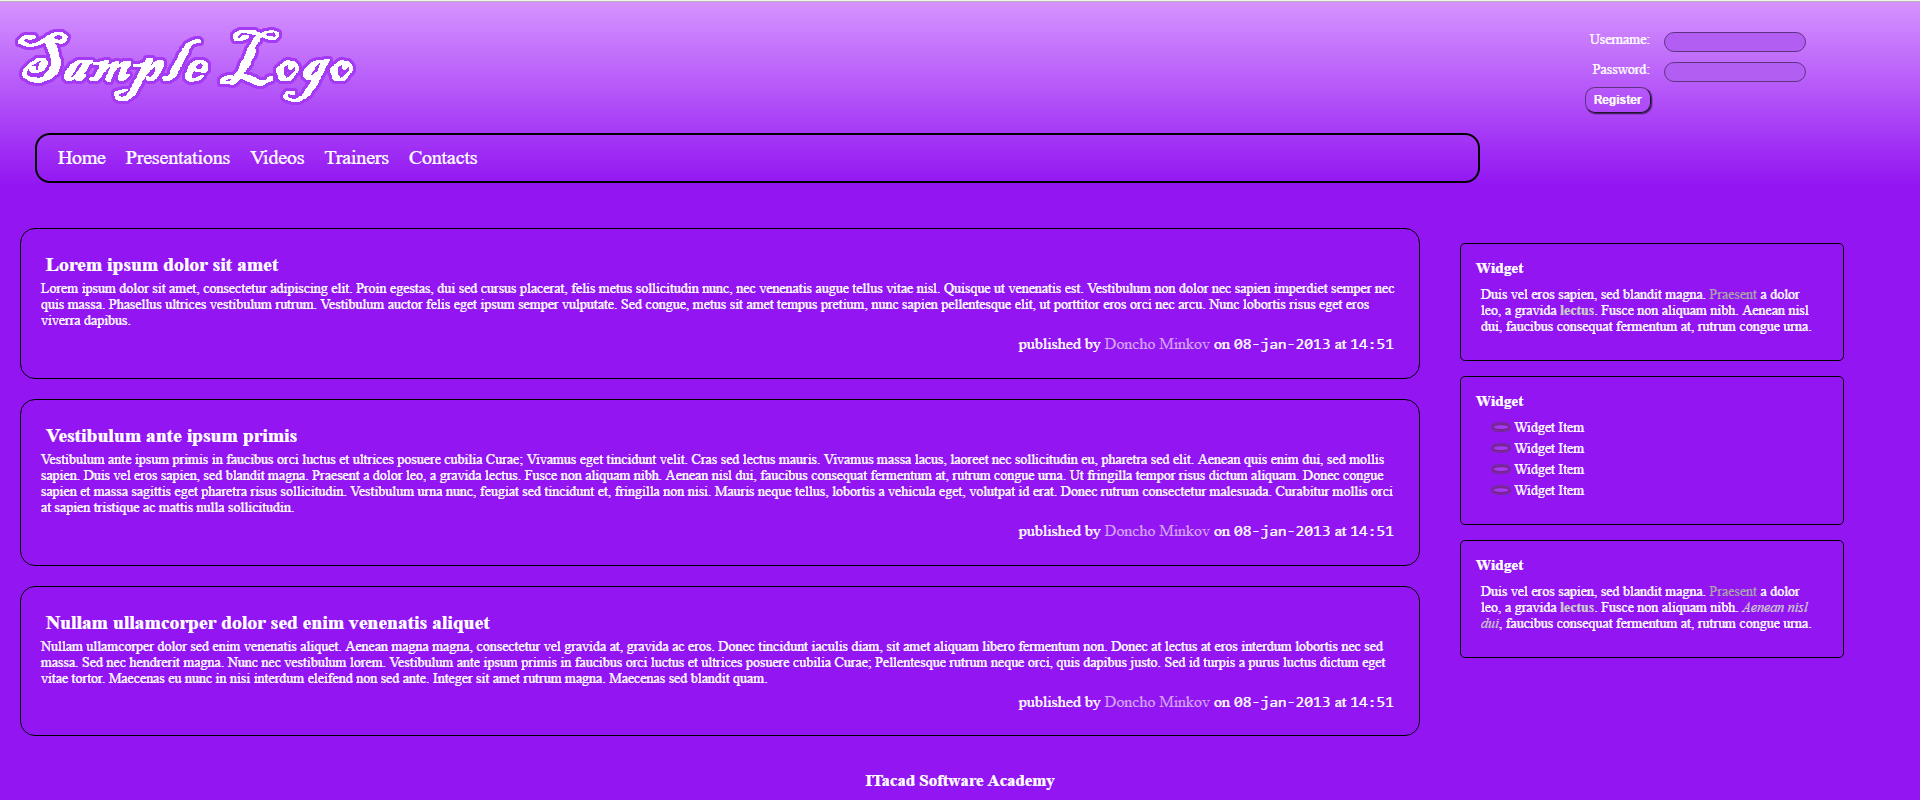 Sample Logo
Username:
Password:
Register
Home Presentations Videos Trainers Contacts
Lorem ipsum dolor sit amet
Lorem ipsum dolor sit amet, consectetur adipiscing elit. Proin egestas, dui sed cursus placerat, felis metus sollicitudin nunc, nec venenatis augue tellus vitae nisl. Quisque ut venenatis est. Vestibulum non dolor nec sapien imperdiet semper nec
quis massa. Phasellus ultrices vestibulum rutrum. Vestibulum auctor felis eget ipsum semper vulputate. Sed congue, metus sit amet tempus pretium, nunc sapien pellentesque elit, ut porttitor eros orci nec arcu. Nunc lobortis risus eget eros
viverra dapibus.
published by Doncho Minkov on 08-jan-2013 at 14:51
Vestibulum ante ipsum primis
Vestibulum ante ipsum primis in faucibus orci luctus et ultrices posuere cubilia Curae; Vivamus eget tincidunt velit. Cras sed lectus mauris. Vivamus massa lacus, laoreet nec sollicitudin eu, pharetra sed elit. Aenean quis enim dui, sed mollis
sapien. Duis vel eros sapien, sed blandit magna. Praesent a dolor leo, a gravida lectus. Fusce non aliquam nibh. Aenean nisl dui, faucibus consequat fermentum at, rutrum congue urna. Ut fringilla tempor risus dictum aliquam. Donec congue
sapien et massa sagittis eget pharetra risus sollicitudin. Vestibulum urna nunc, feugiat sed tincidunt et, fringilla non nisi. Mauris neque tellus, lobortis a vehicula eget, volutpat id erat. Donec rutrum consectetur malesuada. Curabitur mollis orci
at sapien tristique ac mattis nulla sollicitudin.
published by Doncho Minkov on 08-jan-2013 at 14:51
Nullam ullamcorper dolor sed enim venenatis aliquet
Nullam ullamcorper dolor sed enim venenatis aliquet. Aenean magna magna, consectetur vel gravida at, gravida ac eros. Donec tincidunt iaculis diam, sit amet aliquam libero fermentum non. Donec at lectus at eros interdum lobortis nec sed
massa. Sed nec hendrerit magna. Nunc nec vestibulum lorem. Vestibulum ante ipsum primis in faucibus orci luctus et ultrices posuere cubilia Curae; Pellentesque rutrum neque orci, quis dapibus justo. Sed id turpis a purus luctus dictum eget
vitae tortor. Maecenas eu nunc in nisi interdum eleifend non sed ante. Integer sit amet rutrum magna. Maecenas sed blandit quam.
published by Doncho Minkov on 08-jan-2013 at 14:51
Widget
Duis vel eros sapien, sed blandit magna. Praesent a dolor
leo, a gravida lectus. Fusce non aliquam nibh. Aenean nisl
dui, faucibus consequat fermentum at, rutrum congue urna.
Widget
Widget Item
Widget Item
Widget Item
Widget Item
Widget
Duis vel eros sapien, sed blandit magna. Praesent a dolor
leo, a gravida lectus. Fusce non aliquam nibh. Aenean nisl
dui, faucibus consequat fermentum at, rutrum congue urna.
ITacad Software Academy